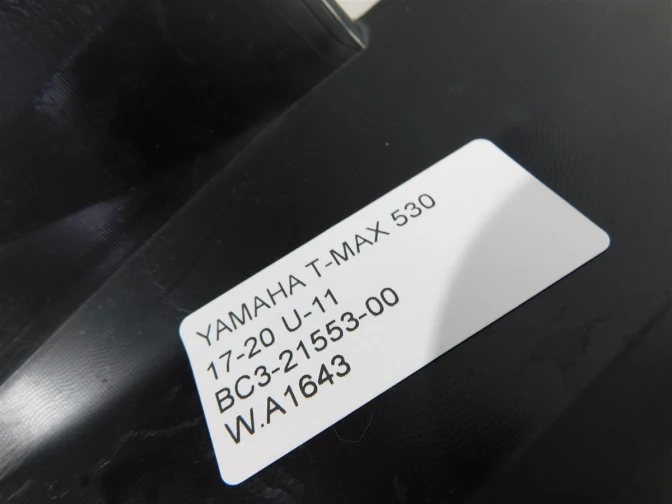 YAMAHA T-MAX 530
17-20 U-11
BC3-21553-00
W.A1643